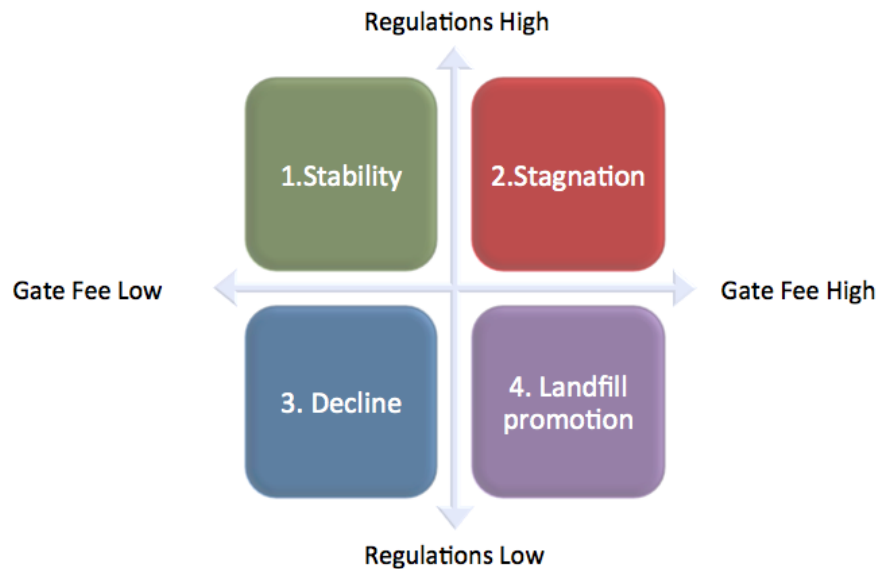 Regulations High
1.Stability
2.Stagnation
Gate Fee Low
Gate Fee High
3. Decline
4. Landfill
promotion
Regulations Low